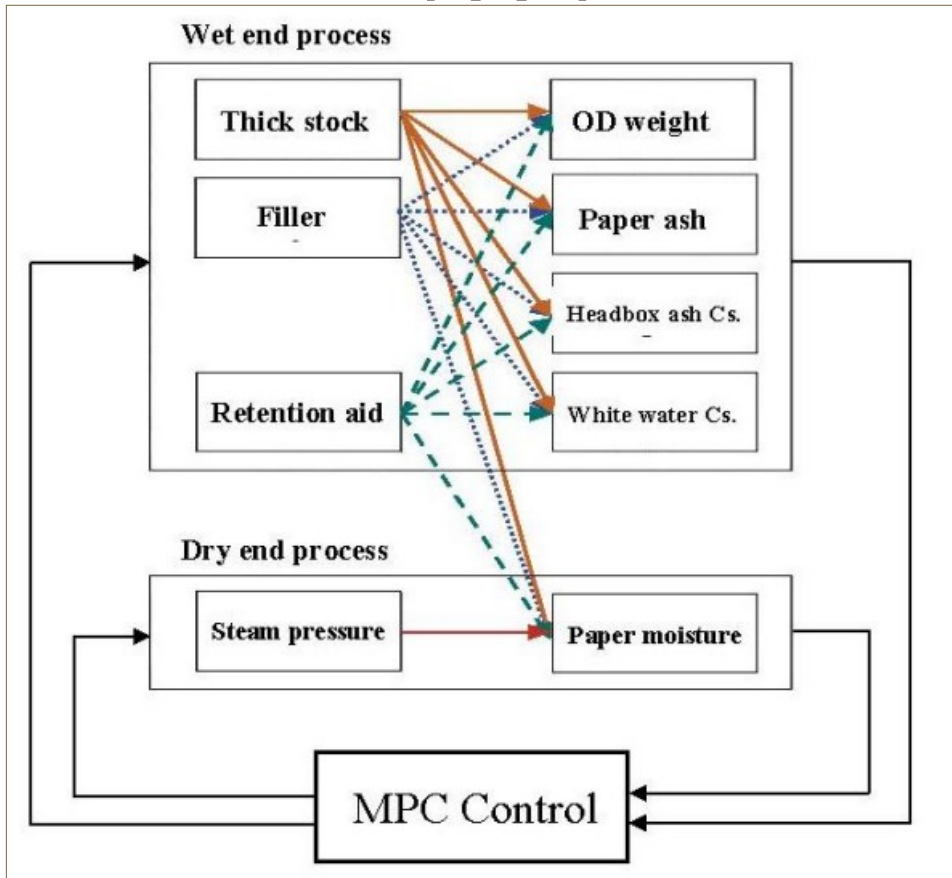 Wet end process
Thick stock
OD weight
Filler
Paper ash
Headbox ash Cs.
Retention aid
White water Cs.
Dry end process
Steam pressure
Paper moisture
MPC Control